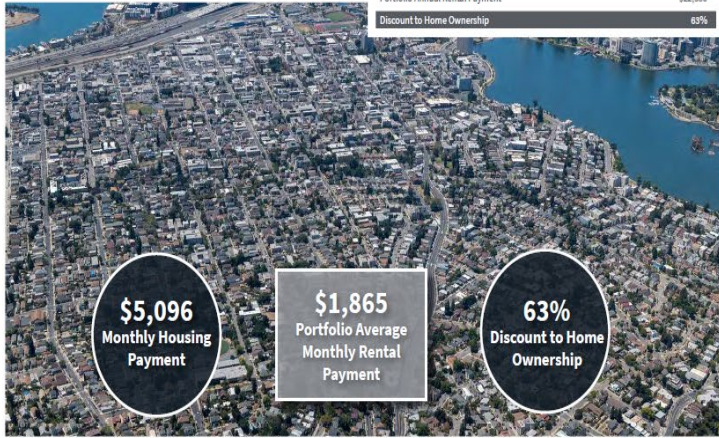 Discount to Home Ownership 63%
$5,096
Monthly Housing
Payment
$1,865
Portfolio Average
Monthly Rental
Payment
63%
Discount to Home
Ownership